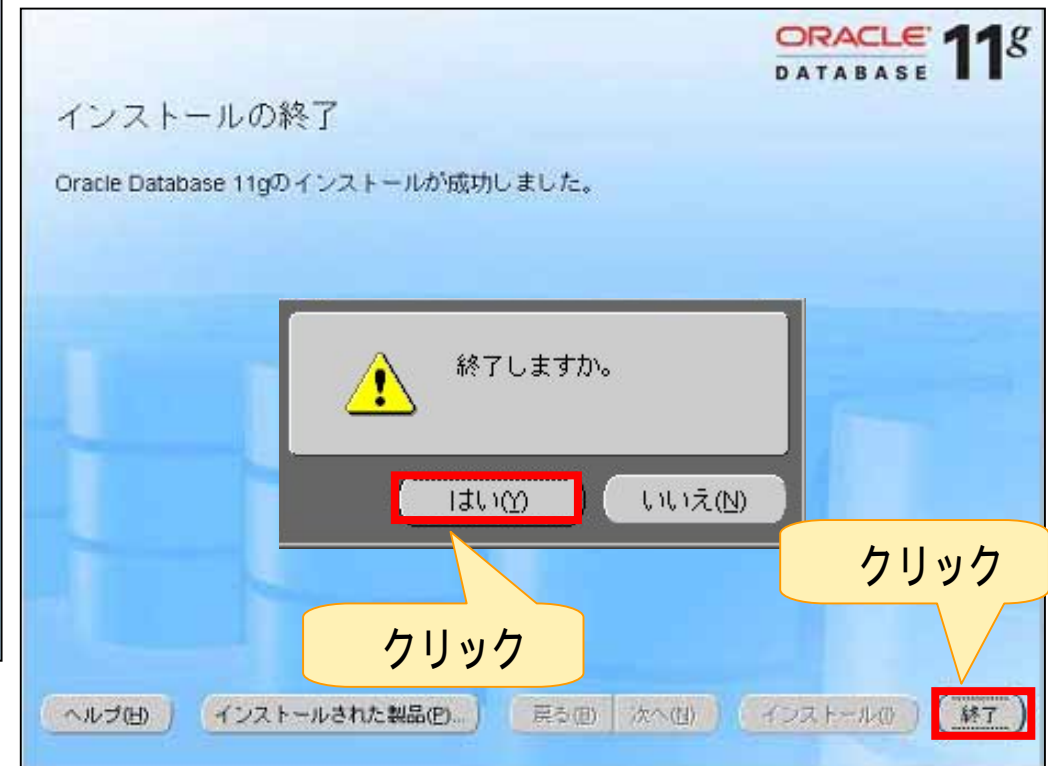 ORACLE 11g
DATABASE
インストールの終了
Oracle Database 11gのインストールが成功しました。
終了しますか。
はい(Y) いいえ(N)
クリック
クリック
ヘルプ(H) インストールされた製品(P)... 戻る(B) 次へ(N) インストール(I) 終了